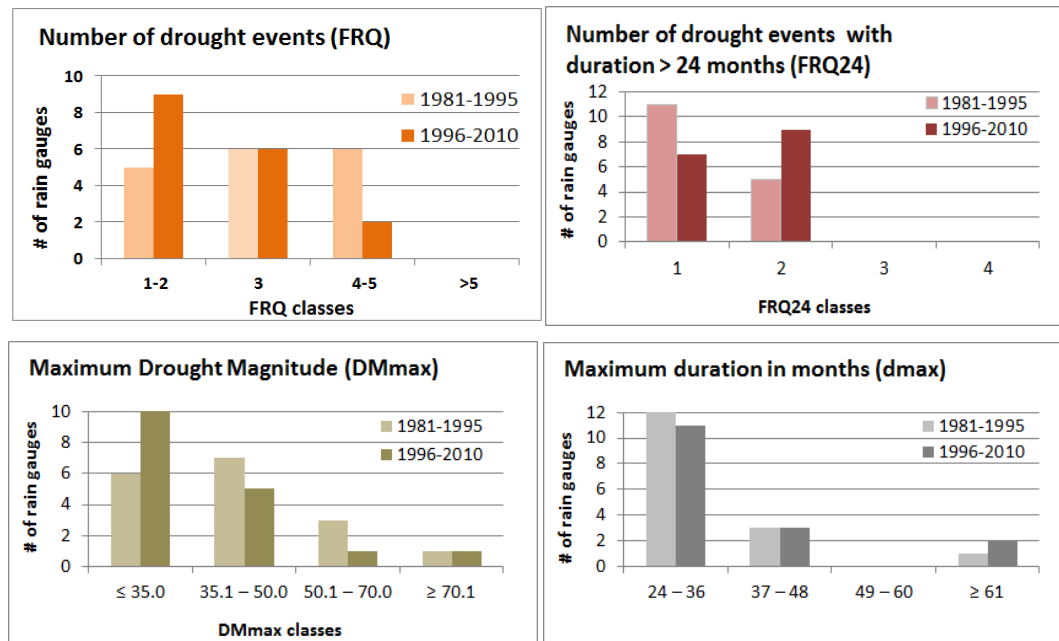 Number of drought events (FRQ)
10
8
6
4
2
0
# of rain gauges
1981-1995
1996-2010
1-2 3 4-5 >5
FRQ classes
Number of drought events with
duration > 24 months (FRQ24)
12
10
8
6
4
2
0
# of rain gauges
1981-1995
1996-2010
1 2 3 4
FRQ24 classes
Maximum Drought Magnitude (DMmax)
10
8
6
4
2
0
# of rain gauges
1981-1995
1996-2010
≤ 35.0 35.1 – 50.0 50.1 – 70.0 ≥ 70.1
DMmax classes
Maximum duration in months (dmax)
12
10
8
6
4
2
0
# of rain gauges
1981-1995
1996-2010
24 – 36 37 – 48 49 – 60 ≥ 61